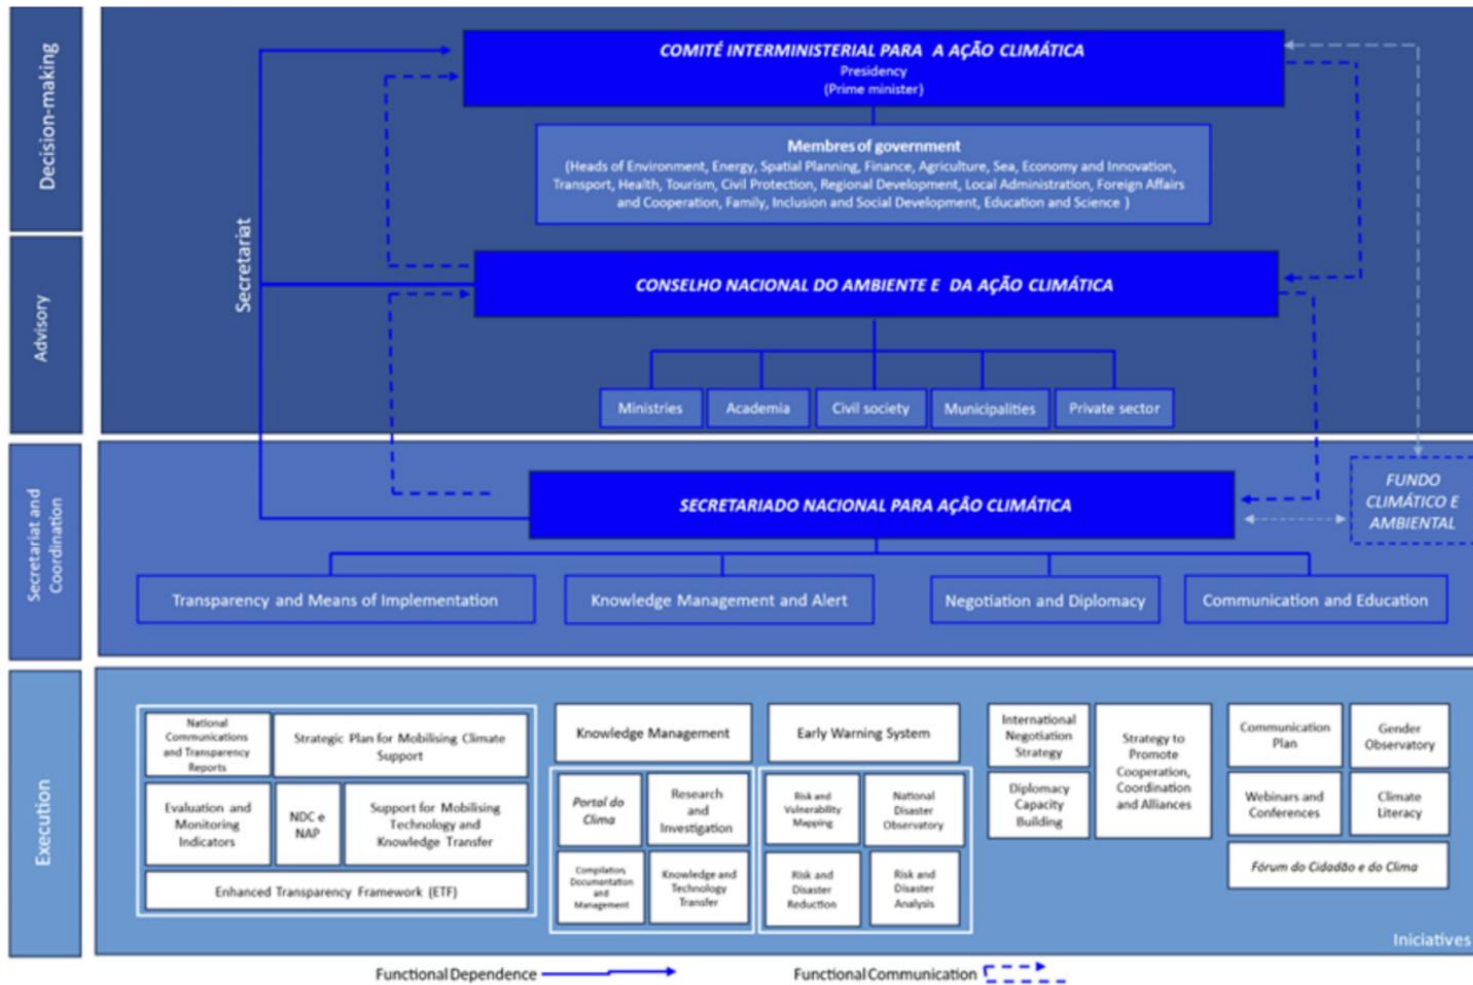 Decision-making
COMITÉ INTERMINISTERIAL PARA A AÇÃO CLIMÁTICA
Presidency
(Prime minister)
Membres of government
(Heads of Environment, Energy, Spatial Planning, Finance, Agriculture, Sea, Economy and Innovation,
Transport, Health, Tourism, Civil Protection, Regional Development, Local Administration, Foreign Affairs
and Cooperation, Family, Inclusion and Social Development, Education and Science )
Secretariat
Advisory
CONSELHO NACIONAL DO AMBIENTE E DA AÇÃO CLIMÁTICA
Ministries
Academia
Civil society
Municipalities
Private sector
Secretariat and
Coordination
SECRETARIADO NACIONAL PARA AÇÃO CLIMÁTICA
FUNDO
CLIMÁTICO E
AMBIENTAL
Transparency and Means of Implementation
Knowledge Management and Alert
Negotiation and Diplomacy
Communication and Education
Execution
National
Communications
and Transparency
Reports
Strategic Plan for Mobilising Climate
Support
Evaluation and
Monitoring
Indicators
NDC e
NAP
Support for Mobilising
Technology and
Knowledge Transfer
Enhanced Transparency Framework (ETF)
Knowledge Management
Portal do
Clima
Research
and
Investigation
Compilation,
Documentation
and
Management
Knowledge and
Technology
Transfer
Early Warning System
Risk and
Vulnerability
Mapping
National
Disaster
Observatory
Risk and
Disaster
Reduction
Risk and
Disaster
Analysis
International
Negotiation
Strategy
Diplomacy
Capacity
Building
Strategy to
Promote
Cooperation,
Coordination
and Alliances
Communication
Plan
Gender
Observatory
Webinars and
Conferences
Climate
Literacy
Fórum do Cidadão e do Clima
Iniciatives
Functional Dependence
Functional Communication